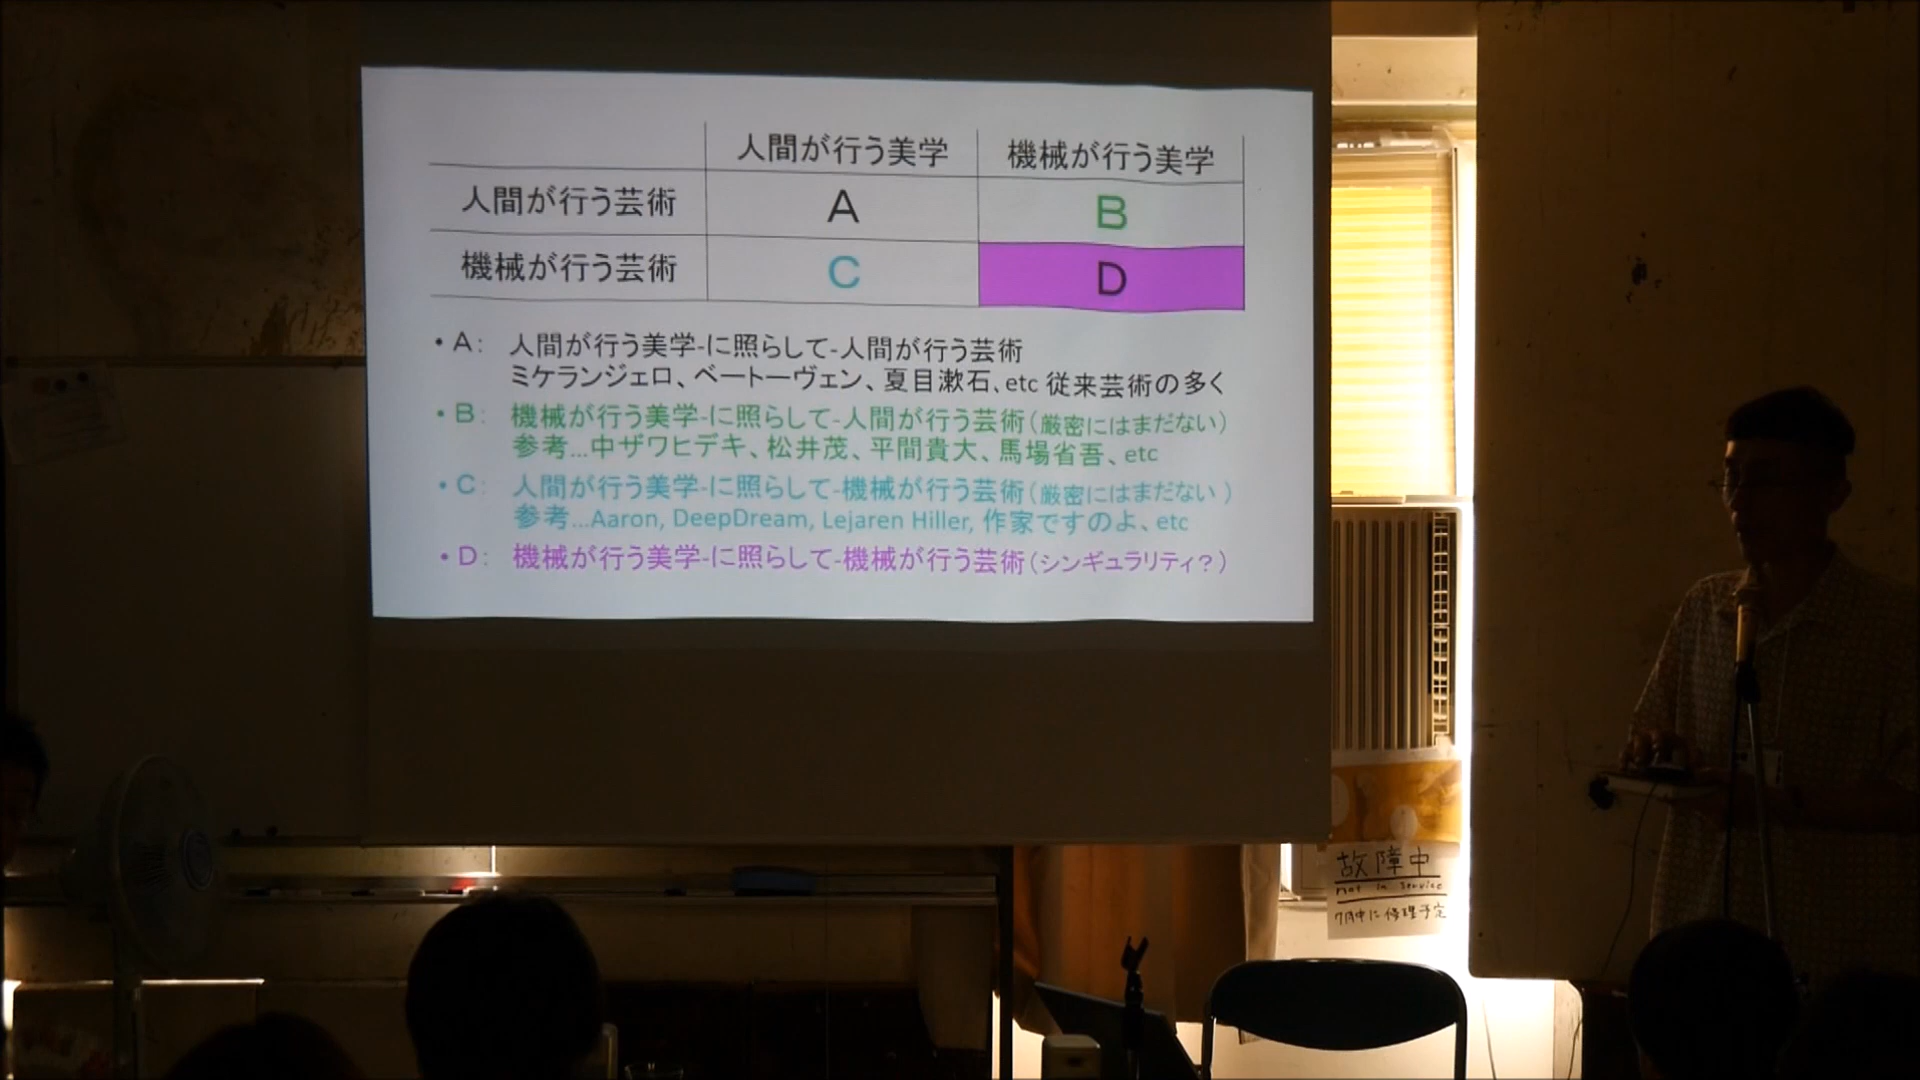 人間が行う美学 機械が行う美学
人間が行う芸術 A B
機械が行う芸術 C D
・A: 人間が行う美学-に照らして-人間が行う芸術
ミケランジェロ、ベートーヴェン、夏目漱石、etc 従来芸術の多く
・B: 機械が行う美学-に照らして-人間が行う芸術(厳密にはまだない)
参考...中ザワヒデキ、松井茂、平間貴大、馬場省吾、etc
・C: 人間が行う美学-に照らして-機械が行う芸術(厳密にはまだない )
参考...Aaron, DeepDream, Lejaren Hiller, 作家ですのよ、etc
・D: 機械が行う美学-に照らして-機械が行う芸術(シンギュラリティ?)
故障中
not in service
7月中に修理予定